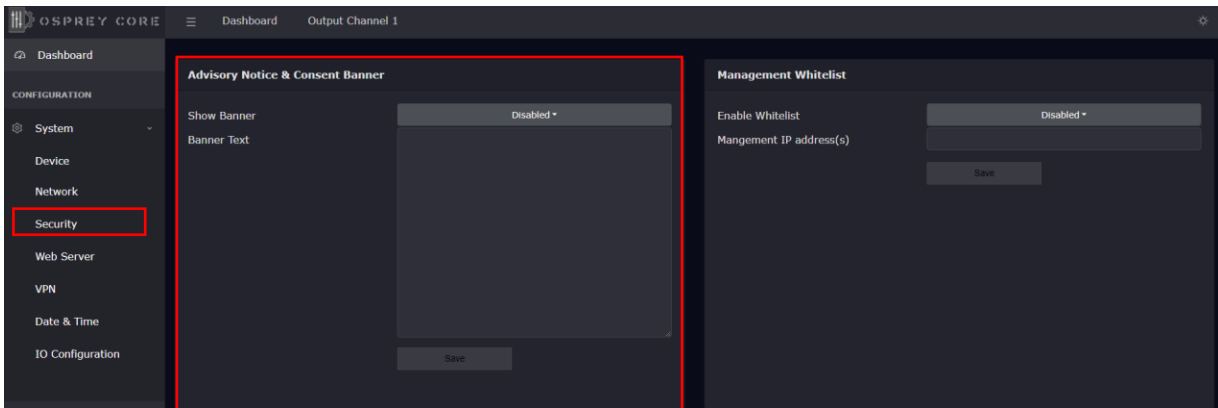 OSPREY CORE
Dashboard
Output Channel 1
Dashboard
CONFIGURATION
System
Device
Network
Security
Web Server
VPN
Date & Time
IO Configuration
Advisory Notice & Consent Banner
Show Banner
Disabled
Banner Text
Save
Management Whitelist
Enable Whitelist
Disabled
Mangement IP address(s)
Save